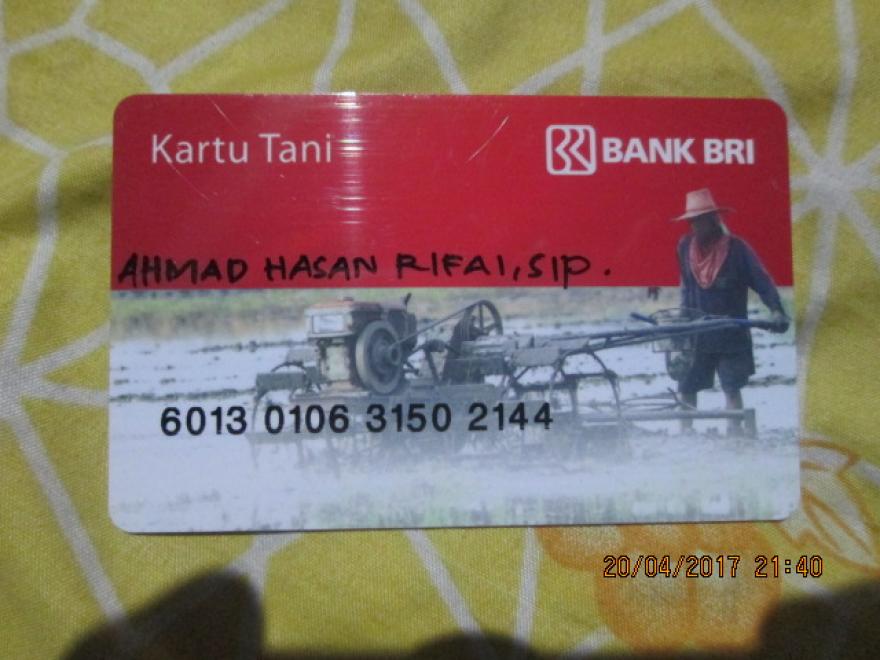 Kartu Tani
BANK BRI
AHMAD HASAN RIFAI, SIP.
6013 0106 3150 2144
20/04/2017 21:40